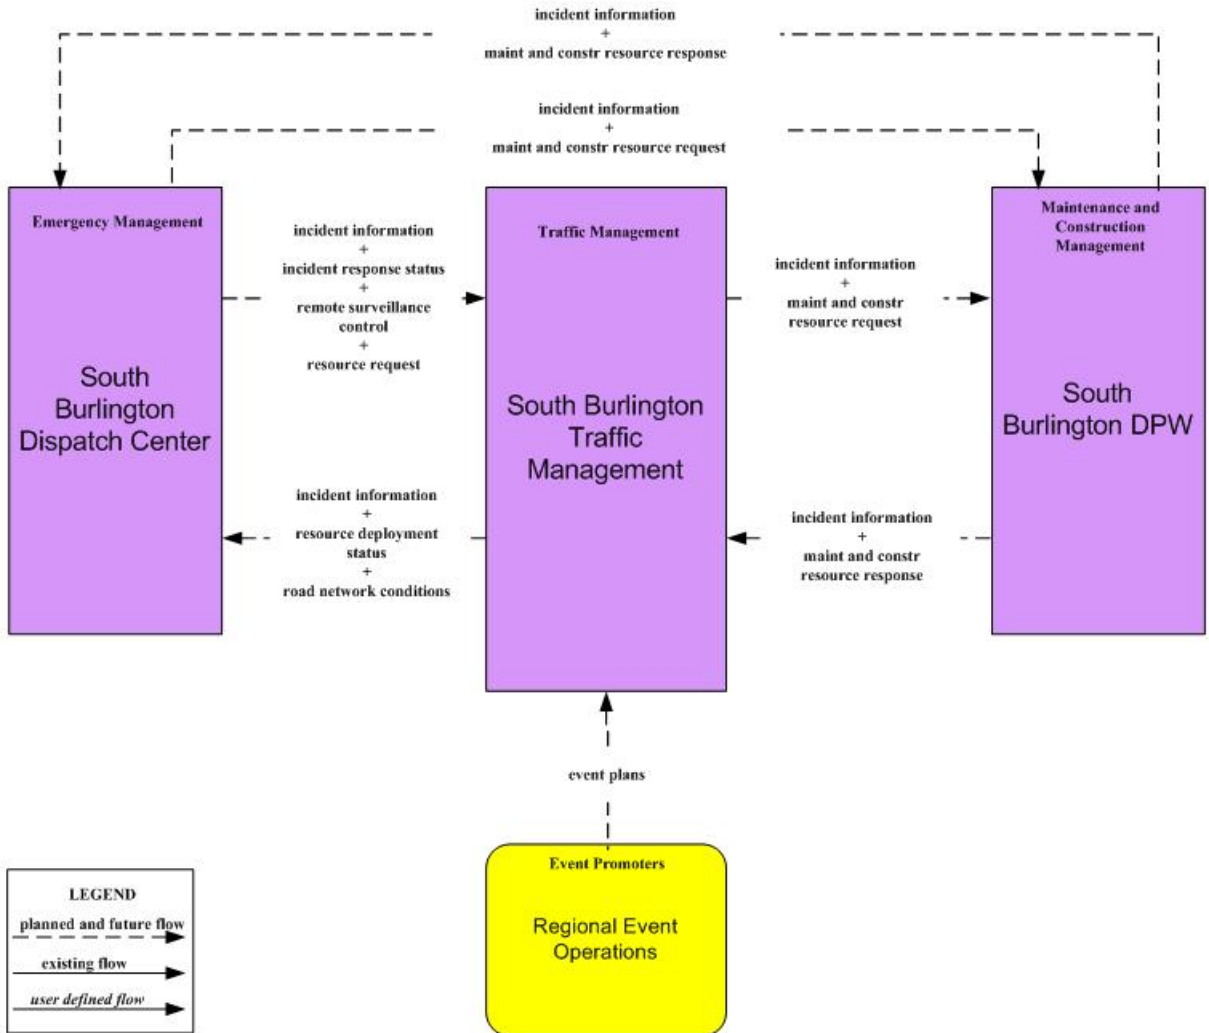 incident information
+
maint and constr resource response
incident information
+
maint and constr resource request
Emergency Management
South
Burlington
Dispatch Center
incident information
+
incident response status
+
remote surveillance
control
+
resource request
incident information
+
resource deployment
status
+
road network conditions
Traffic Management
South Burlington
Traffic
Management
incident information
+
maint and constr
resource request
incident information
+
maint and constr
resource response
Maintenance and
Construction
Management
South
Burlington DPW
event plans
Event Promoters
Regional Event
Operations
LEGEND
planned and future flow
existing flow
user defined flow